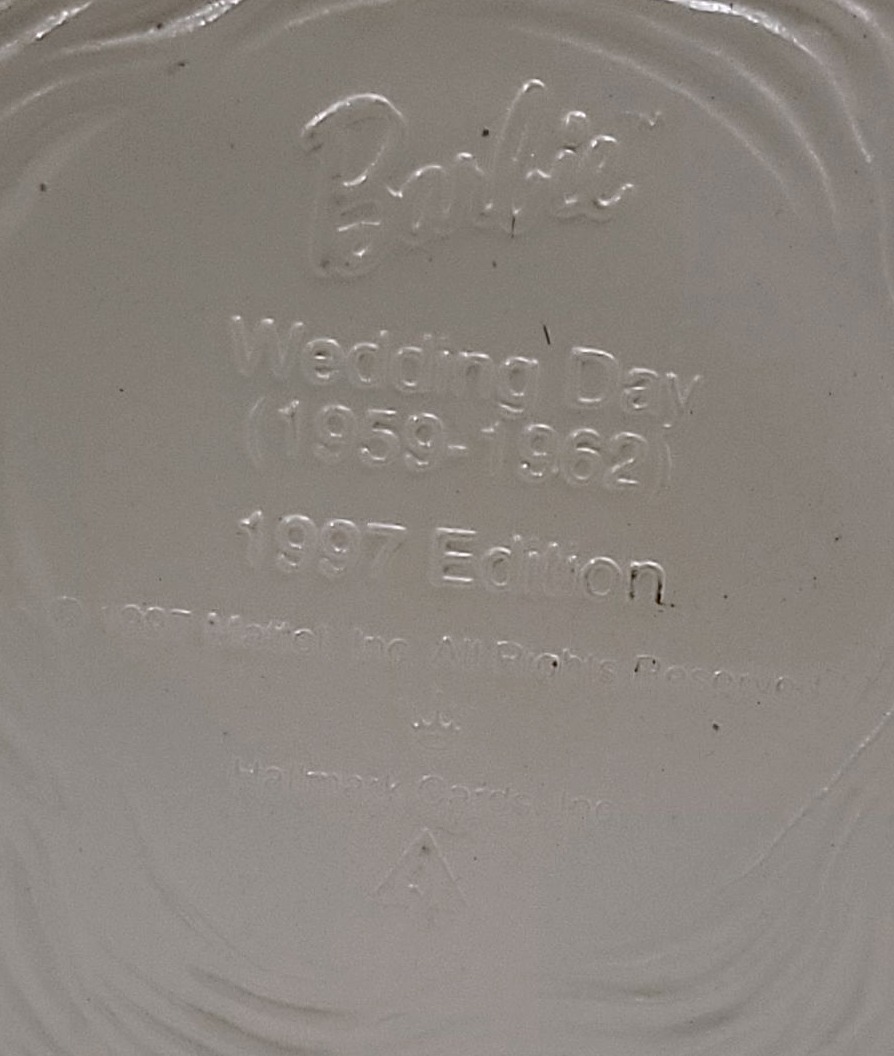 Barbie™
Wedding Day
(1959-1962)
1997 Edition
© 1997 Mattel, Inc. All Rights Reserved
Hallmark Cards, Inc.